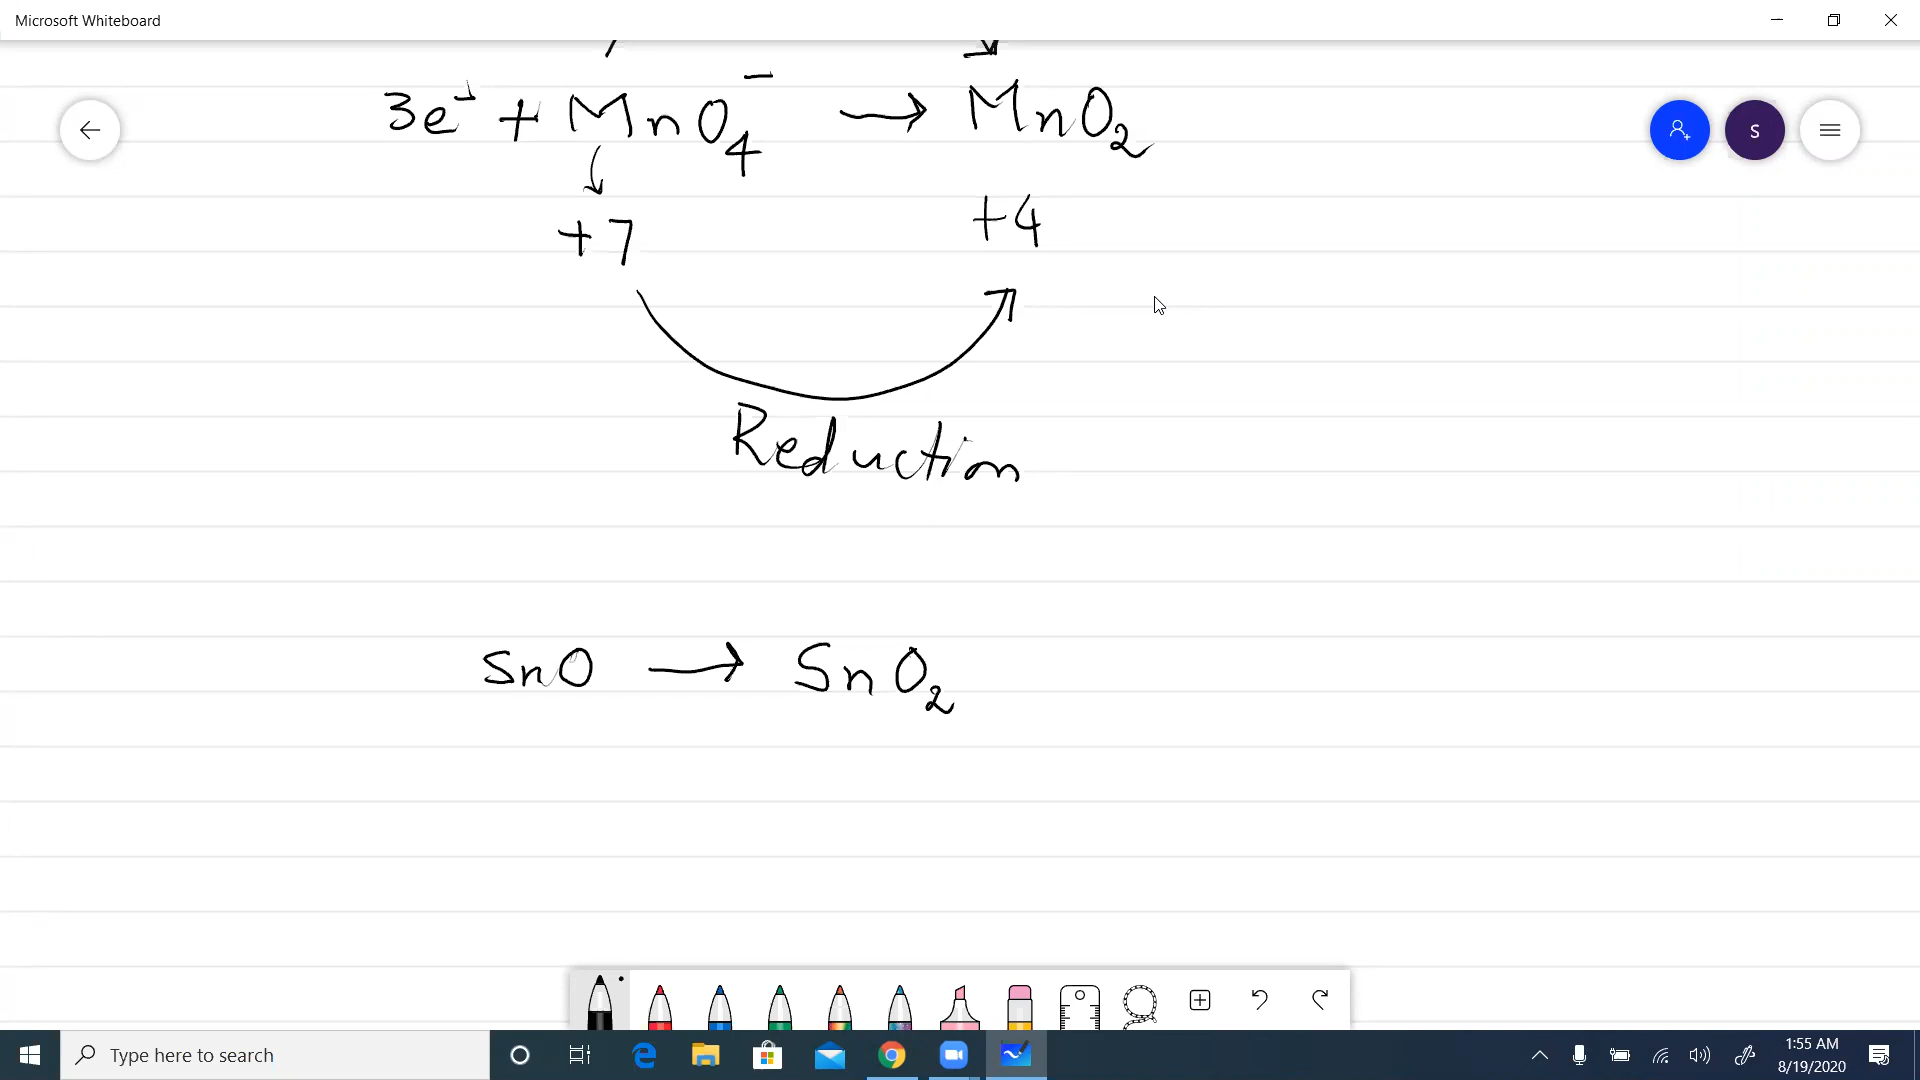 Microsoft Whiteboard
3e⁻ + MnO₄⁻ → MnO₂
+7
+4
Reduction
SnO → SnO₂
S
Type here to search
1:55 AM
8/19/2020